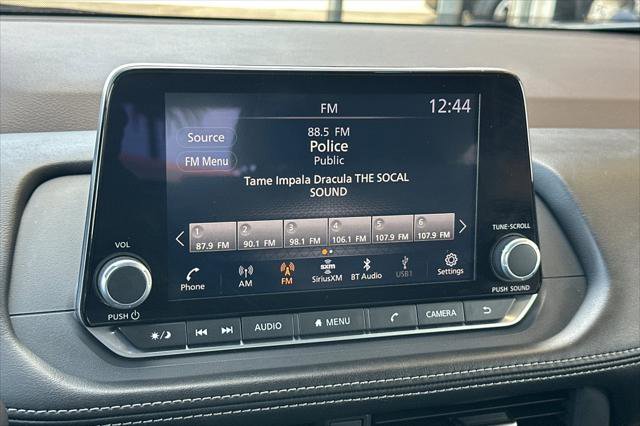 FM
12:44
Source
88.5 FM
Police
FM Menu
Public
Tame Impala Dracula THE SOCAL
SOUND
1 2 3 4 5 6
87.9 FM 90.1 FM 98.1 FM 106.1 FM 107.9 FM 107.9 FM
VOL
TUNE·SCROLL
Phone
AM
FM
sxm
SiriusXM
BT Audio
USB1
Settings
PUSH
PUSH SOUND
AUDIO
MENU
CAMERA